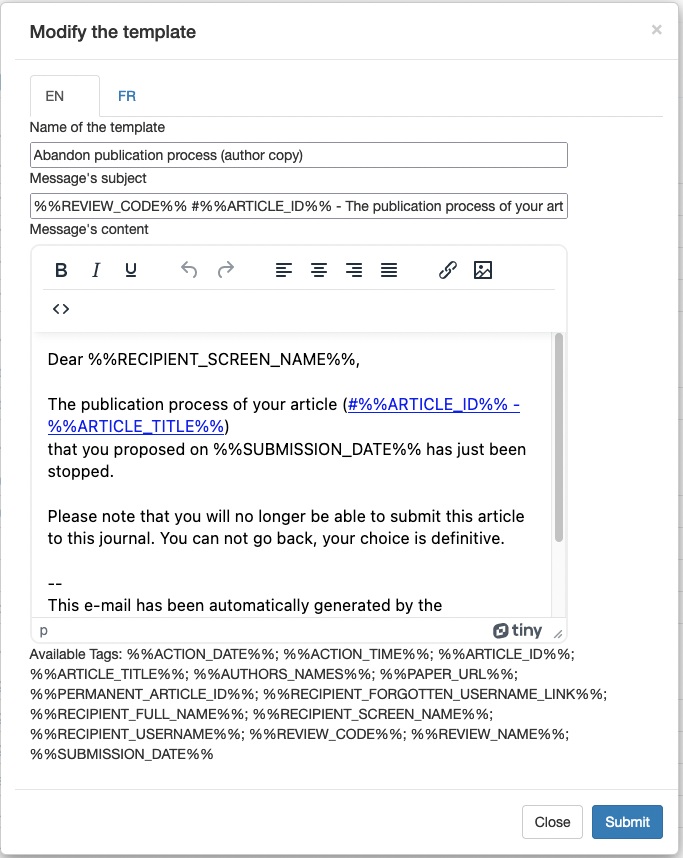 Modify the template
×
EN
FR
Name of the template
Abandon publication process (author copy)
Message's subject
%%REVIEW_CODE%% #%%ARTICLE_ID%% - The publication process of your art
Message's content
B I U
Dear %%RECIPIENT_SCREEN_NAME%%,
The publication process of your article (#%%ARTICLE_ID%% -
%%ARTICLE_TITLE%%)
that you proposed on %%SUBMISSION_DATE%% has just been
stopped.
Please note that you will no longer be able to submit this article
to this journal. You can not go back, your choice is definitive.
--
This e-mail has been automatically generated by the
p
tiny
Available Tags: %%ACTION_DATE%%; %%ACTION_TIME%%; %%ARTICLE_ID%%;
%%ARTICLE_TITLE%%; %%AUTHORS_NAMES%%; %%PAPER_URL%%;
%%PERMANENT_ARTICLE_ID%%; %%RECIPIENT_FORGOTTEN_USERNAME_LINK%%;
%%RECIPIENT_FULL_NAME%%; %%RECIPIENT_SCREEN_NAME%%;
%%RECIPIENT_USERNAME%%; %%REVIEW_CODE%%; %%REVIEW_NAME%%;
%%SUBMISSION_DATE%%
Close
Submit